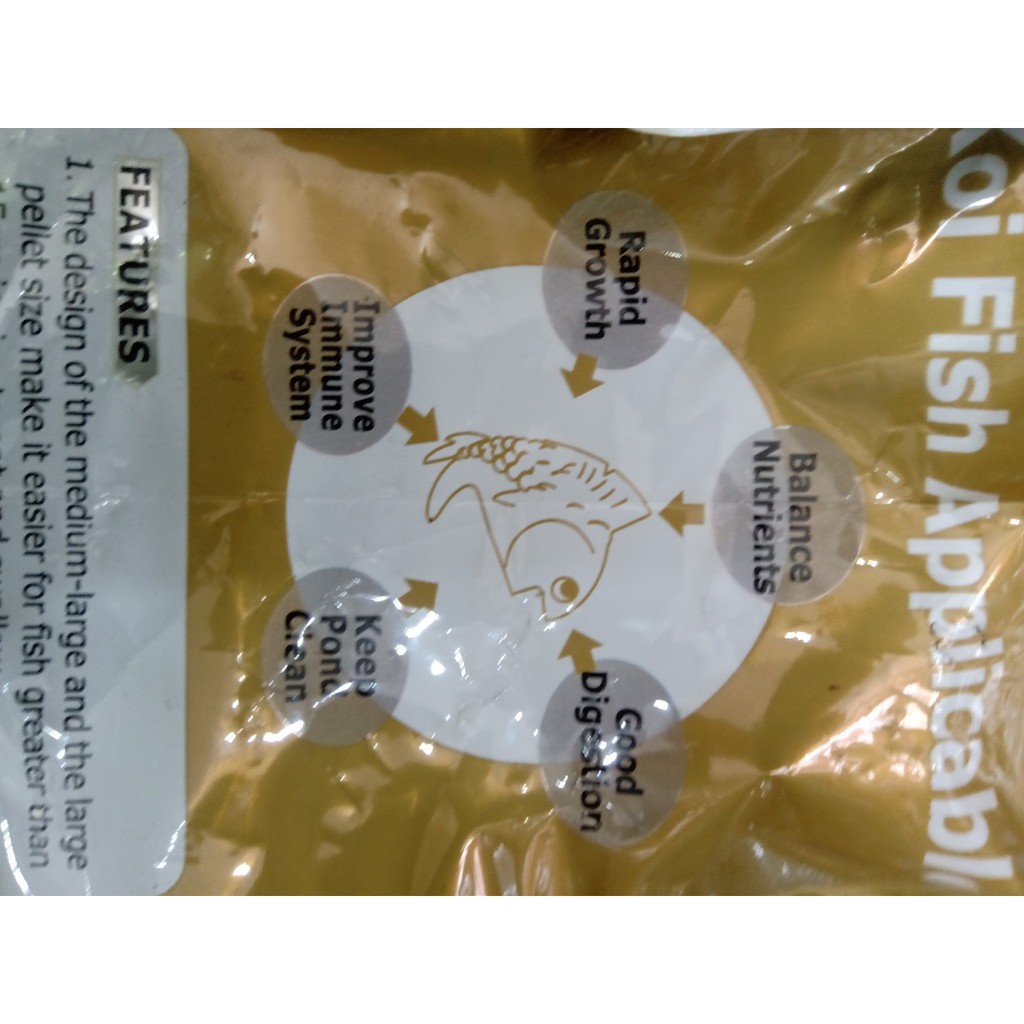 Koi Fish Applicabl
Balance
Nutrients
Rapid
Growth
Good
Digestion
Improve
Immune
System
Keep
Pond
Clean
FEATURES
1. The design of the medium-large and the large
pellet size make it easier for fish greater than